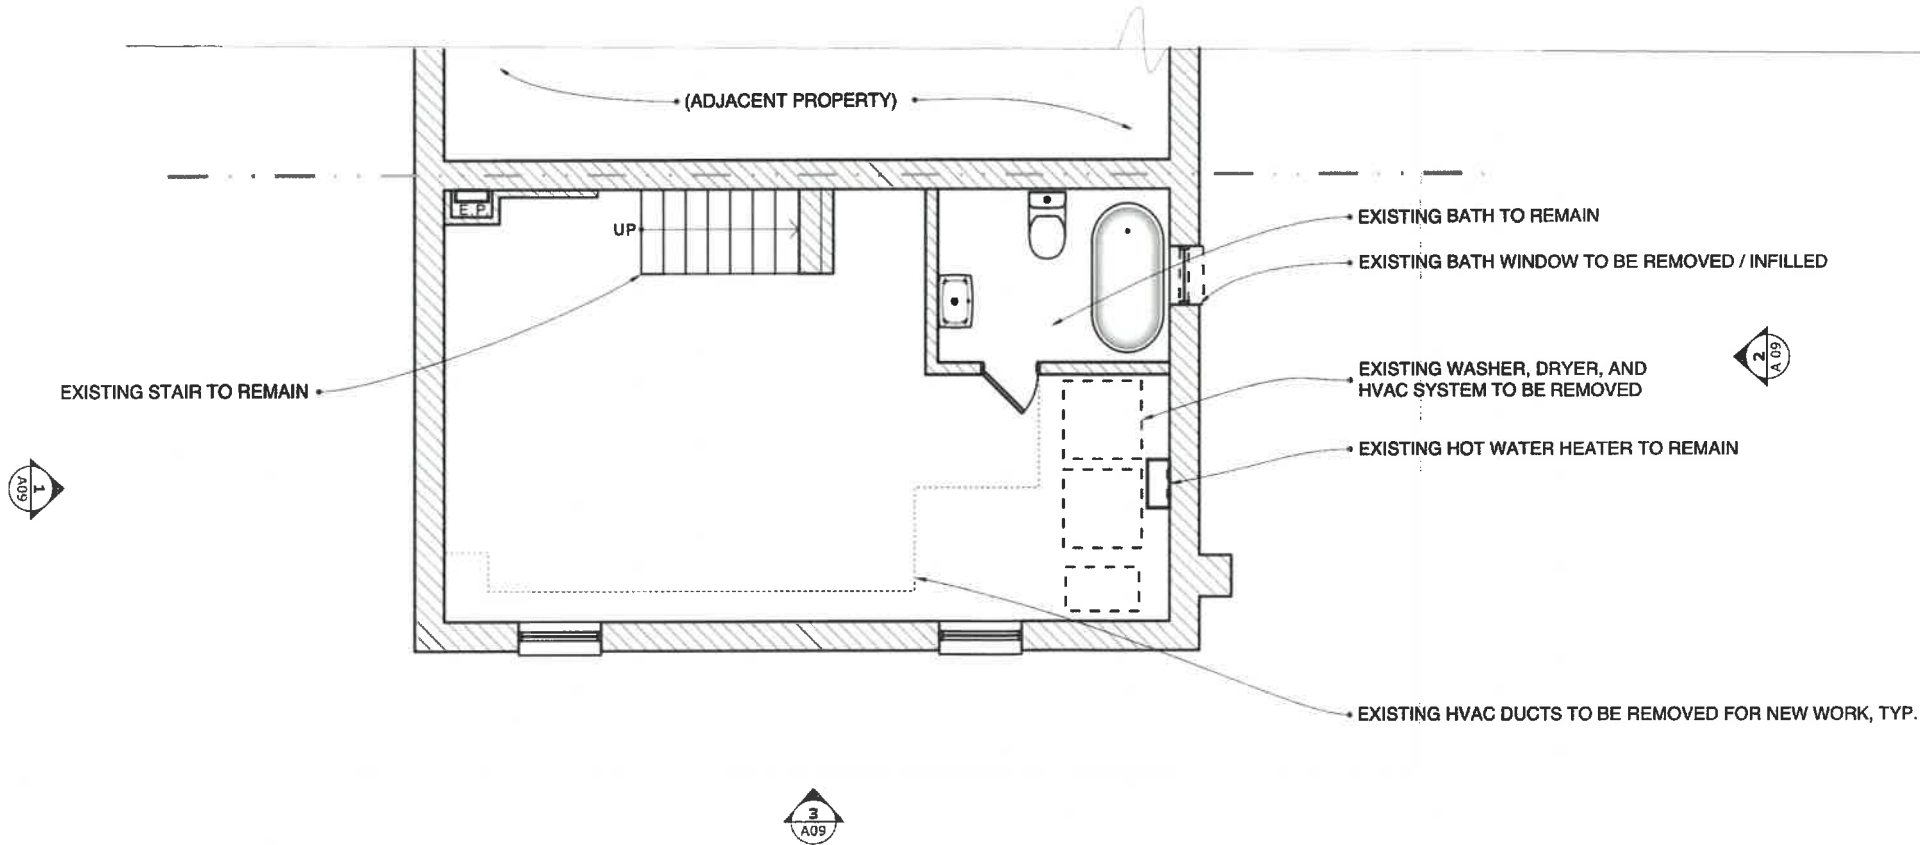 (ADJACENT PROPERTY)
E.P.
UP
EXISTING BATH TO REMAIN
EXISTING BATH WINDOW TO BE REMOVED / INFILLED
2
A09
EXISTING WASHER, DRYER, AND
HVAC SYSTEM TO BE REMOVED
EXISTING STAIR TO REMAIN
EXISTING HOT WATER HEATER TO REMAIN
1
A09
EXISTING HVAC DUCTS TO BE REMOVED FOR NEW WORK, TYP.
3
A09